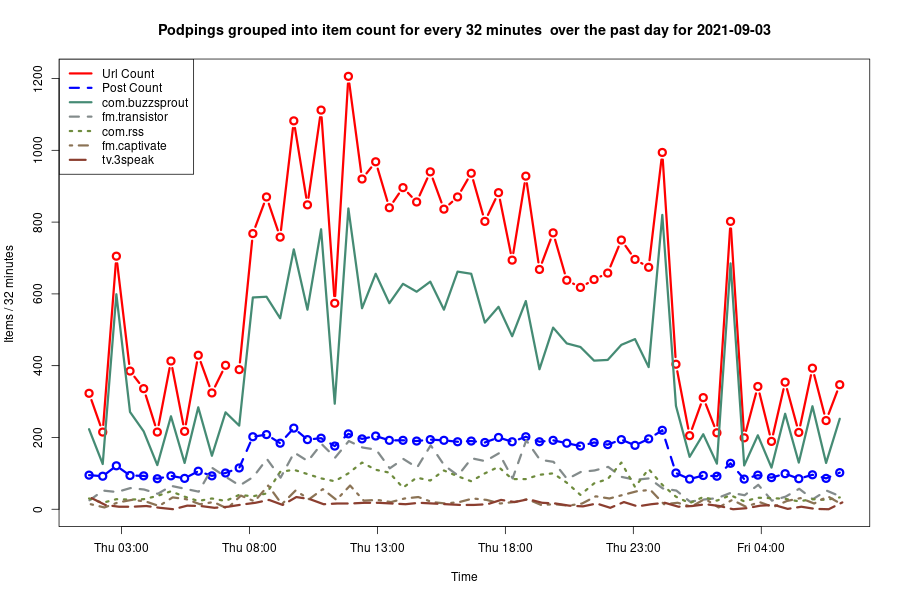 Podpings grouped into item count for every 32 minutes  over the past day for 2021-09-03
Url Count
Post Count
com.buzzsprout
fm.transistor
com.rss
fm.captivate
tv.3speak
Items / 32 minutes
1200
1000
800
600
400
200
0
Thu 03:00
Thu 08:00
Thu 13:00
Thu 18:00
Thu 23:00
Fri 04:00
Time